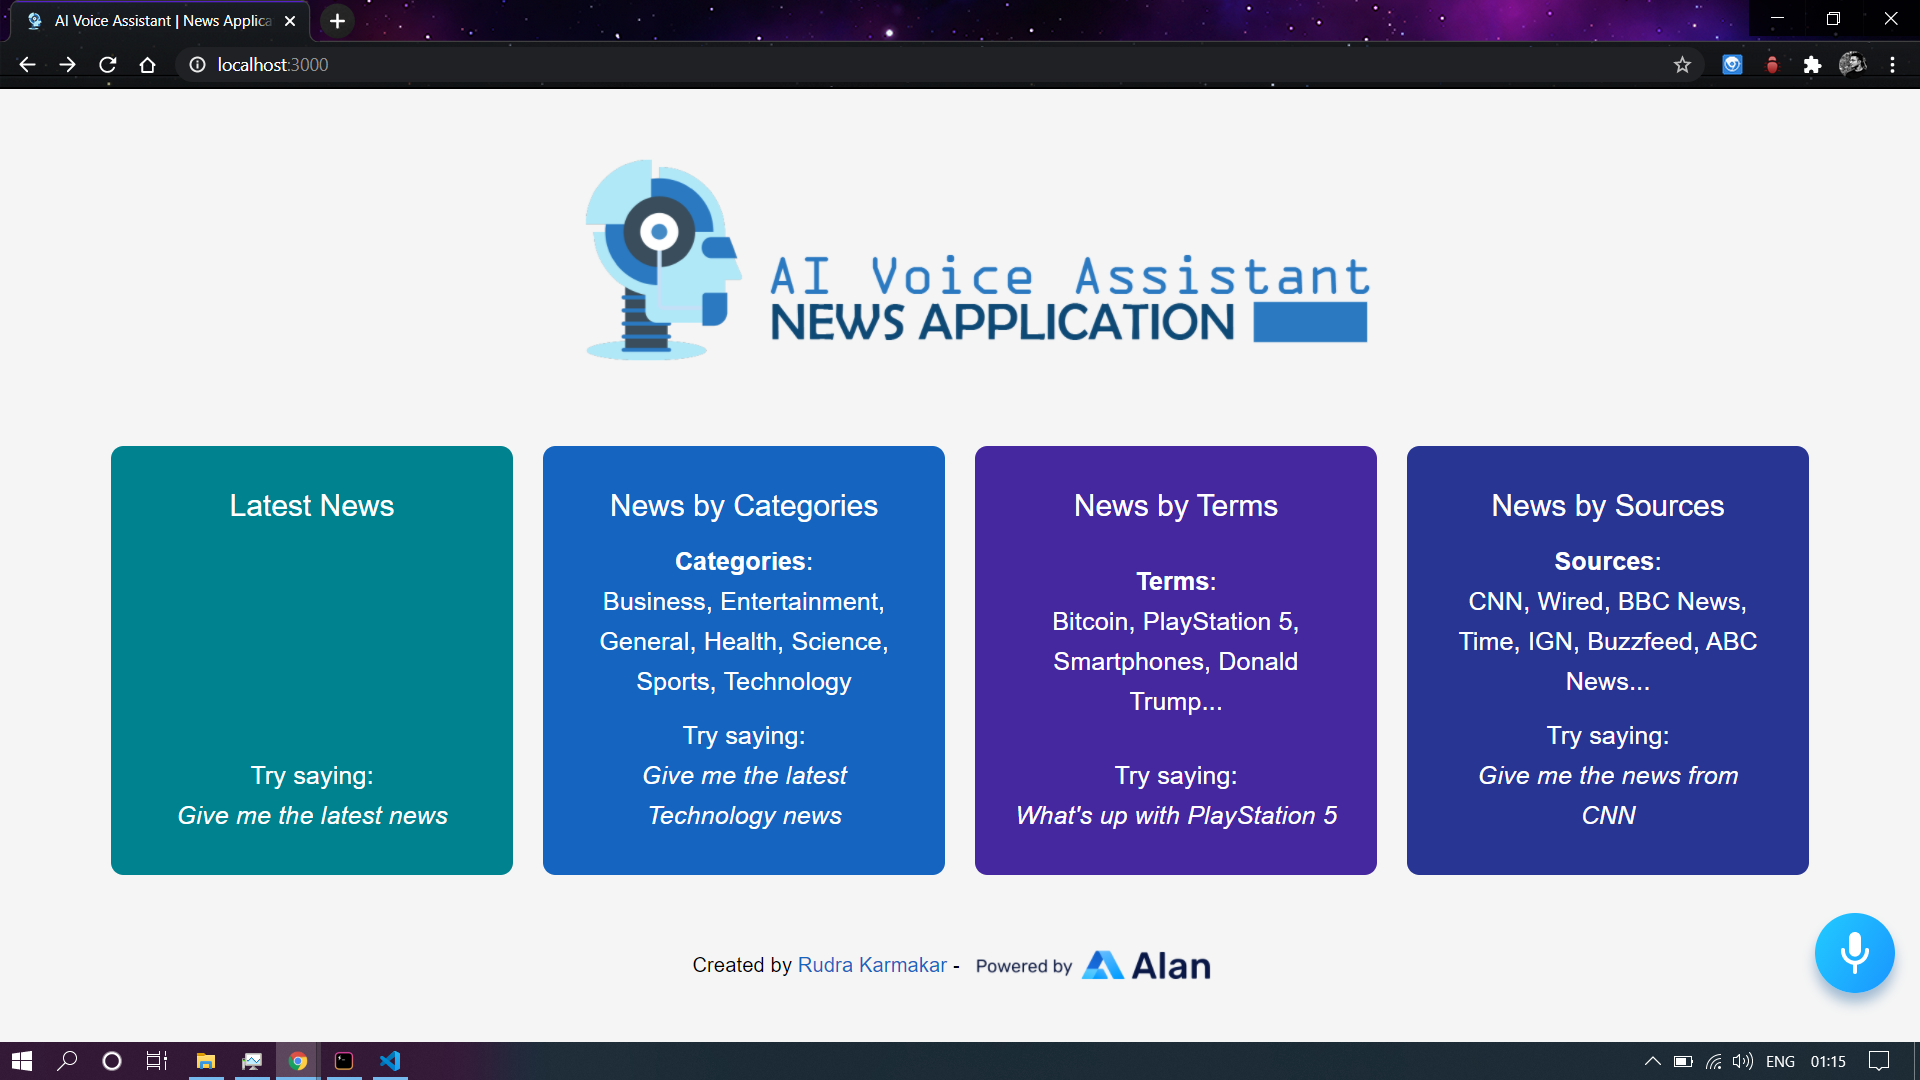 AI Voice Assistant | News Applica
localhost:3000
AI Voice Assistant
NEWS APPLICATION
Latest News
Try saying:
Give me the latest news
News by Categories
Categories:
Business, Entertainment,
General, Health, Science,
Sports, Technology
Try saying:
Give me the latest
Technology news
News by Terms
Terms:
Bitcoin, PlayStation 5,
Smartphones, Donald
Trump...
Try saying:
What's up with PlayStation 5
News by Sources
Sources:
CNN, Wired, BBC News,
Time, IGN, Buzzfeed, ABC
News...
Try saying:
Give me the news from
CNN
Created by Rudra Karmakar - Powered by Alan
ENG 01:15